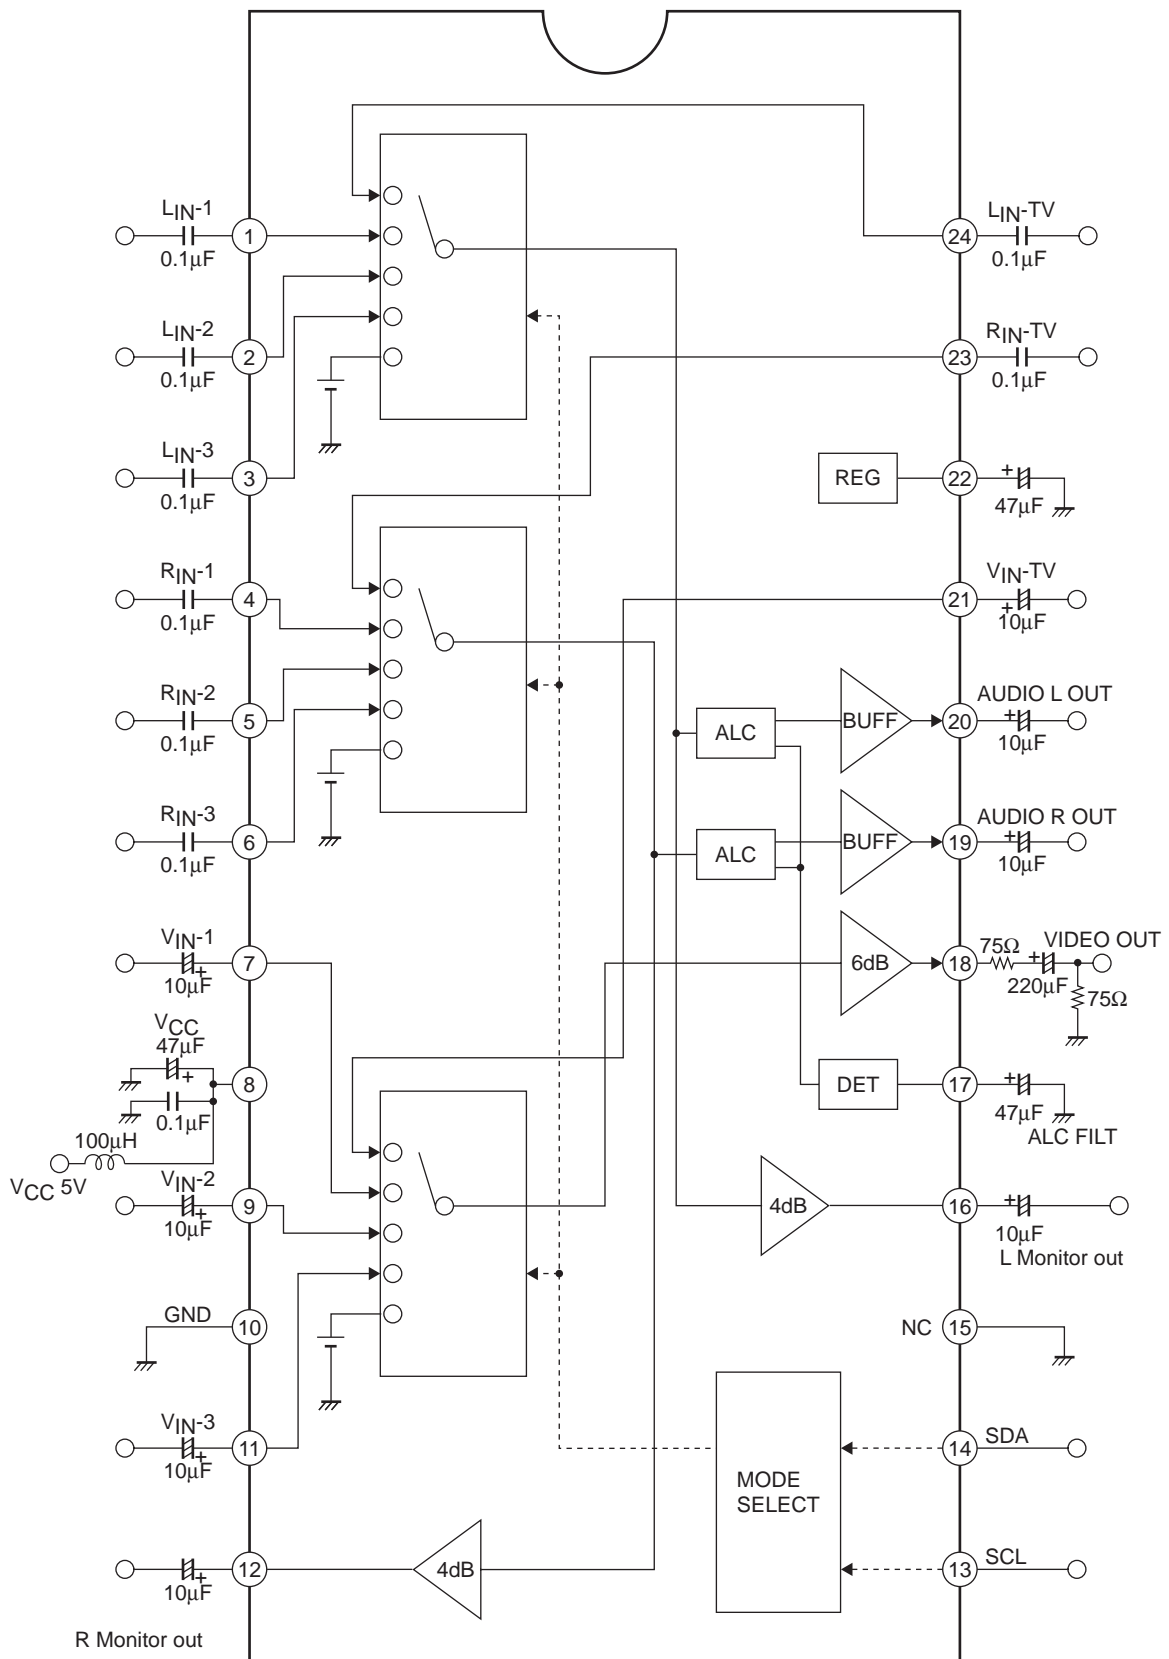 LIN-1
1
0.1µF
LIN-2
2
0.1µF
LIN-3
3
0.1µF
RIN-1
4
0.1µF
RIN-2
5
0.1µF
RIN-3
6
0.1µF
VIN-1
7
10µF
VCC
47µF
8
0.1µF
100µH
VCC 5V
VIN-2
9
10µF
GND
10
VIN-3
11
10µF
12
10µF
R Monitor out
4dB
LIN-TV
24
0.1µF
RIN-TV
23
0.1µF
REG
22
47µF
VIN-TV
21
10µF
AUDIO L OUT
ALC
BUFF
20
10µF
AUDIO R OUT
ALC
BUFF
19
10µF
VIDEO OUT
6dB
18
75Ω
220µF
75Ω
DET
17
47µF
ALC FILT
4dB
16
10µF
L Monitor out
NC
15
MODE
SELECT
14
SDA
13
SCL